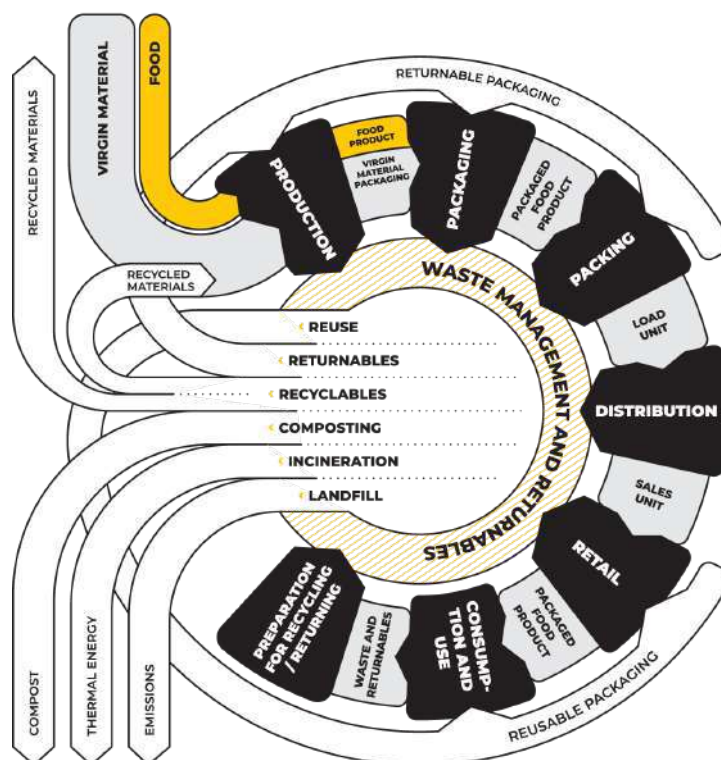 RECYCLED MATERIALS
VIRGIN MATERIAL
FOOD
RETURNABLE PACKAGING
PRODUCTION
FOOD
PRODUCT
VIRGIN
MATERIAL
PACKAGING
PACKAGING
PACKAGED
FOOD
PRODUCT
PACKING
LOAD
UNIT
DISTRIBUTION
SALES
UNIT
RETAIL
PACKAGED
FOOD
PRODUCT
CONSUMP-
TION AND
USE
WASTE AND
RETURNABLES
PREPARATION
FOR RECYCLING
/ RETURNING
REUSABLE PACKAGING
WASTE MANAGEMENT AND RETURNABLES
RECYCLED
MATERIALS
REUSE
RETURNABLES
RECYCLABLES
COMPOSTING
INCINERATION
LANDFILL
COMPOST
THERMAL ENERGY
EMISSIONS